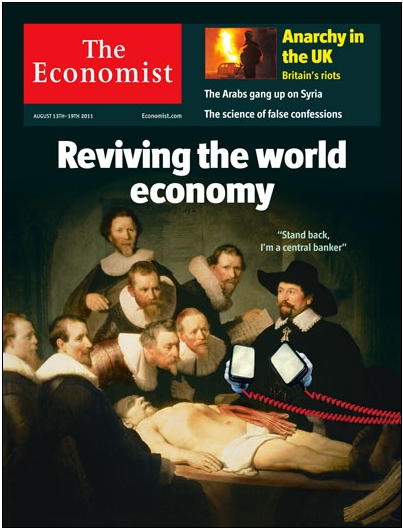 The
Economist
AUGUST 13TH–19TH 2011
Economist.com
Anarchy in
the UK
Britain's riots
The Arabs gang up on Syria
The science of false confessions
Reviving the world
economy
"Stand back,
I'm a central banker"